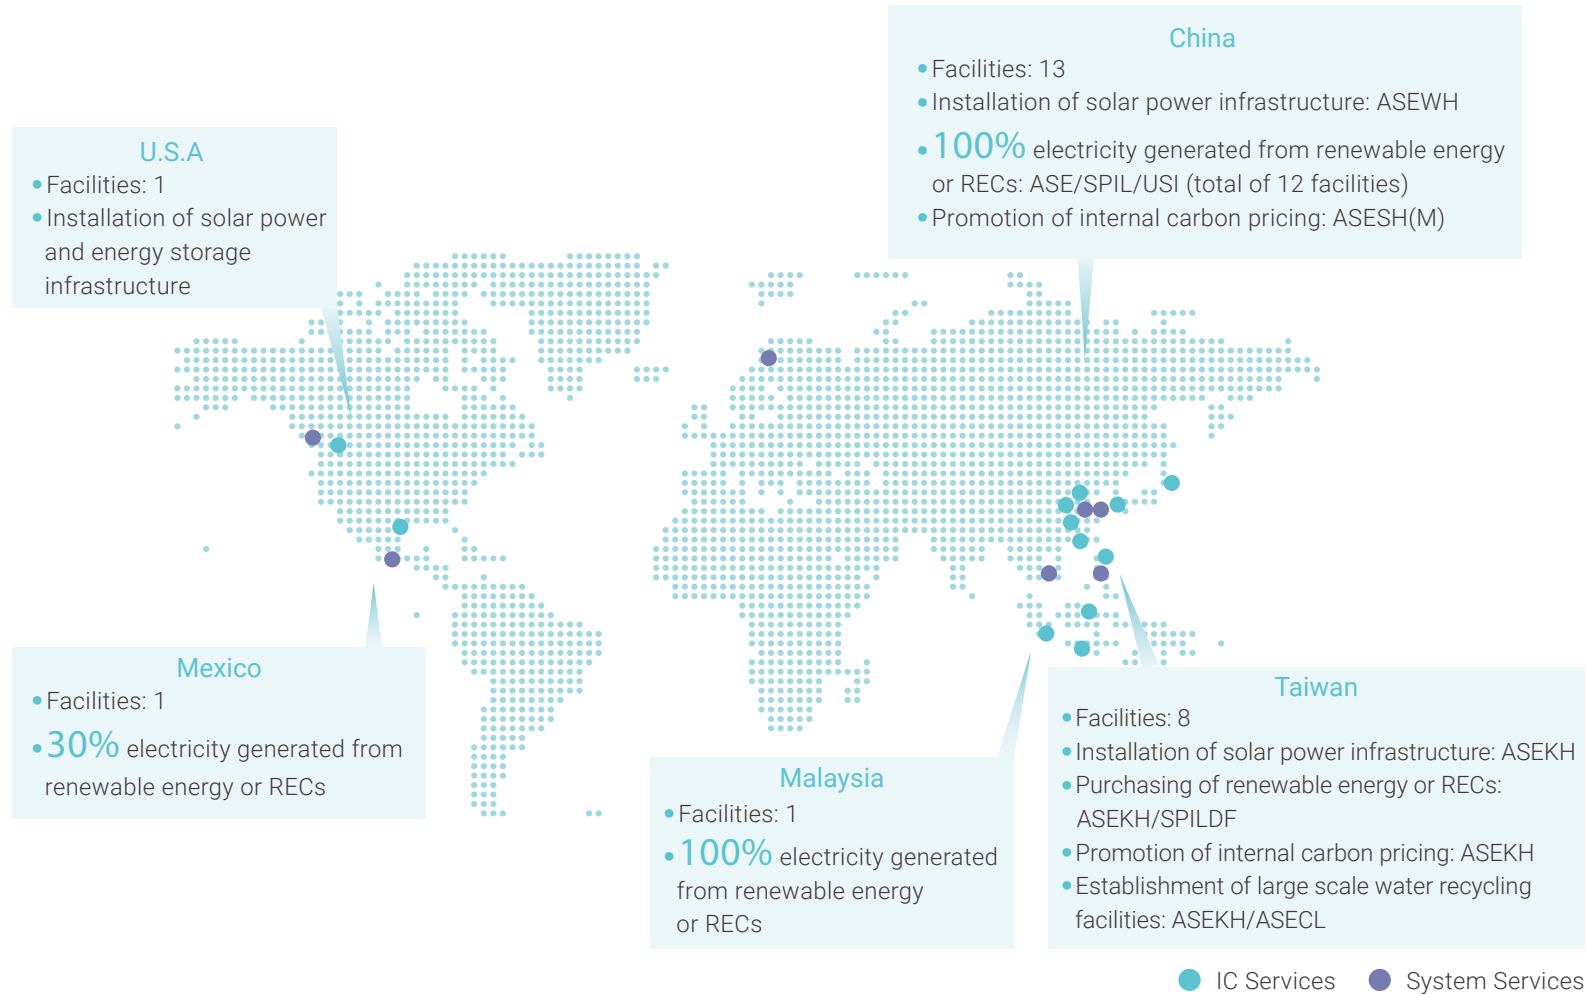 China
• Facilities: 13
• Installation of solar power infrastructure: ASEWH
• 100% electricity generated from renewable energy
or RECs: ASE/SPIL/USI (total of 12 facilities)
• Promotion of internal carbon pricing: ASESH(M)
U.S.A
• Facilities: 1
• Installation of solar power
and energy storage
infrastructure
Mexico
• Facilities: 1
• 30% electricity generated from
renewable energy or RECs
Malaysia
• Facilities: 1
• 100% electricity generated
from renewable energy
or RECs
Taiwan
• Facilities: 8
• Installation of solar power infrastructure: ASEKH
• Purchasing of renewable energy or RECs:
ASEKH/SPILDF
• Promotion of internal carbon pricing: ASEKH
• Establishment of large scale water recycling
facilities: ASEKH/ASECL
IC Services
System Services